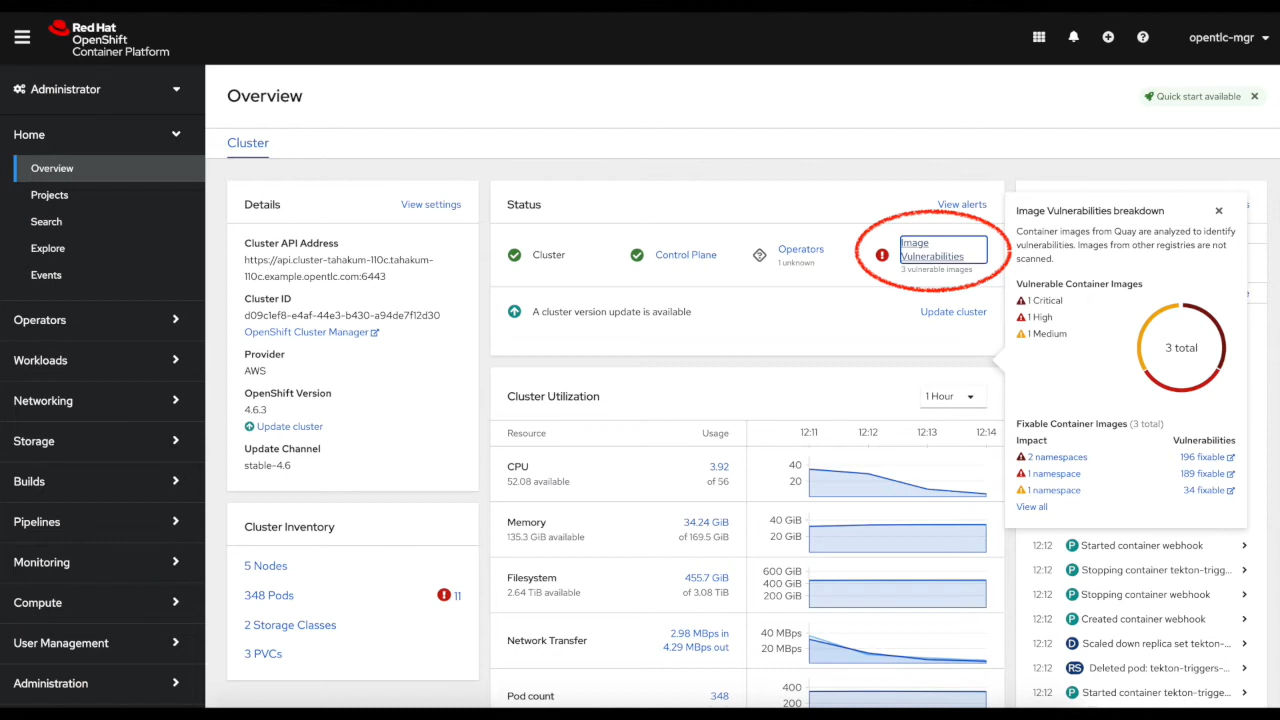 Red Hat
OpenShift
Container Platform
opentlc-mgr
Administrator
Home
Overview
Projects
Search
Explore
Events
Operators
Workloads
Networking
Storage
Builds
Pipelines
Monitoring
Compute
User Management
Administration
Overview
Quick start available
Cluster
Details
View settings
Cluster API Address
https://api.cluster-tahakum-110c.tahakum-
110c.example.opentlc.com:6443
Cluster ID
d09c1ef8-e4af-44e3-b430-a94de7f12d30
OpenShift Cluster Manager
Provider
AWS
OpenShift Version
4.6.3
Update cluster
Update Channel
stable-4.6
Cluster Inventory
5 Nodes
348 Pods
11
2 Storage Classes
3 PVCs
Status
View alerts
Cluster
Control Plane
Operators
1 unknown
Image
Vulnerabilities
3 vulnerable images
A cluster version update is available
Update cluster
Cluster Utilization
1 Hour
Resource
Usage
12:11
12:12
12:13
12:14
CPU
52.08 available
3.92
of 56
40
20
Memory
135.3 GiB available
34.24 GiB
of 169.5 GiB
40 GiB
20 GiB
Filesystem
2.64 TiB available
455.7 GiB
of 3.08 TiB
600 GiB
400 GiB
200 GiB
Network Transfer
2.98 MBps in
4.29 MBps out
40 MBps
20 MBps
Pod count
348
400
200
Image Vulnerabilities breakdown
Container images from Quay are analyzed to identify
vulnerabilities. Images from other registries are not
scanned.
Vulnerable Container Images
1 Critical
1 High
1 Medium
3 total
Fixable Container Images (3 total)
Impact
Vulnerabilities
2 namespaces
196 fixable
1 namespace
189 fixable
1 namespace
34 fixable
View all
12:12 P Started container webhook
12:12 P Stopping container tekton-trigg...
12:12 P Stopping container webhook
12:12 P Created container webhook
12:12 D Scaled down replica set tekton-...
12:12 RS Deleted pod: tekton-triggers-...
12:12 P Started container tekton-trigge...